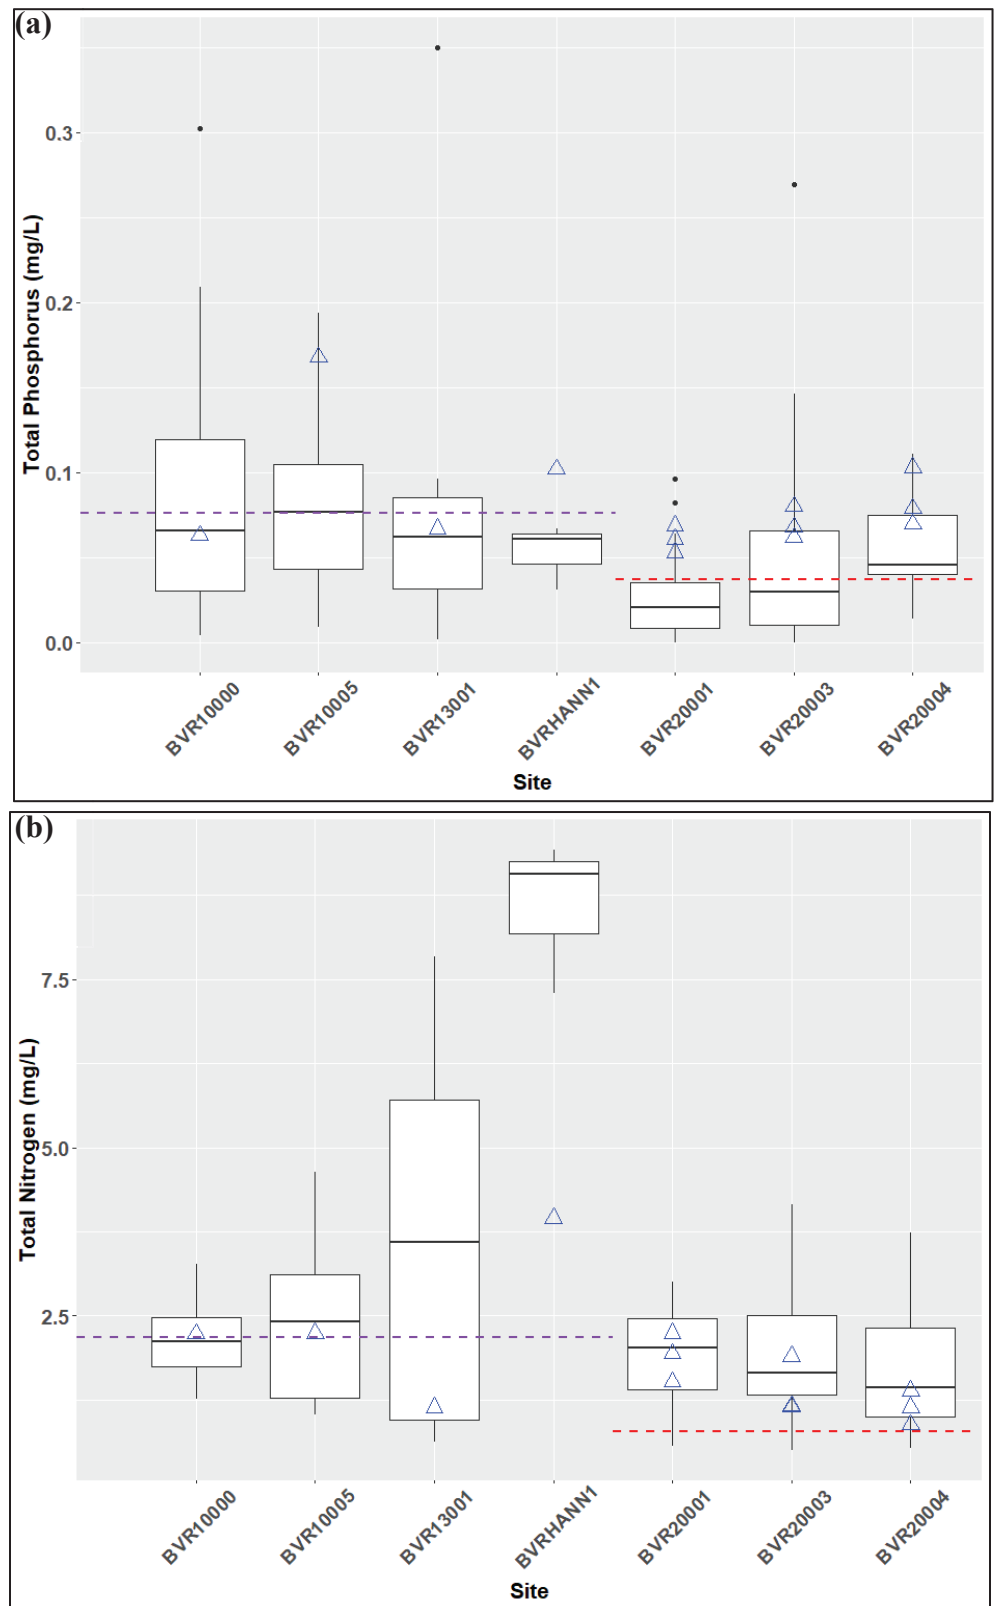 (a)
Total Phosphorus (mg/L)
0.3
0.2
0.1
0.0
BVR10000
BVR10005
BVR13001
BVRHANN1
BVR20001
BVR20003
BVR20004
Site
(b)
Total Nitrogen (mg/L)
7.5
5.0
2.5
BVR10000
BVR10005
BVR13001
BVRHANN1
BVR20001
BVR20003
BVR20004
Site